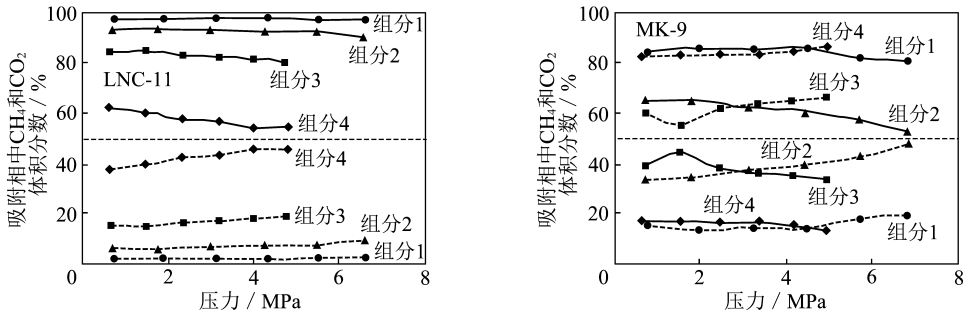 吸附相中CH4和CO2
体积分数 / %
100
80
60
40
20
0
2
4
6
8
压力 / MPa
LNC-11
组分1
组分2
组分3
组分4
组分4
组分3
组分2
组分1
吸附相中CH4和CO2
体积分数 / %
100
80
60
40
20
0
2
4
6
8
压力 / MPa
MK-9
组分4
组分1
组分3
组分2
组分2
组分3
组分4
组分1